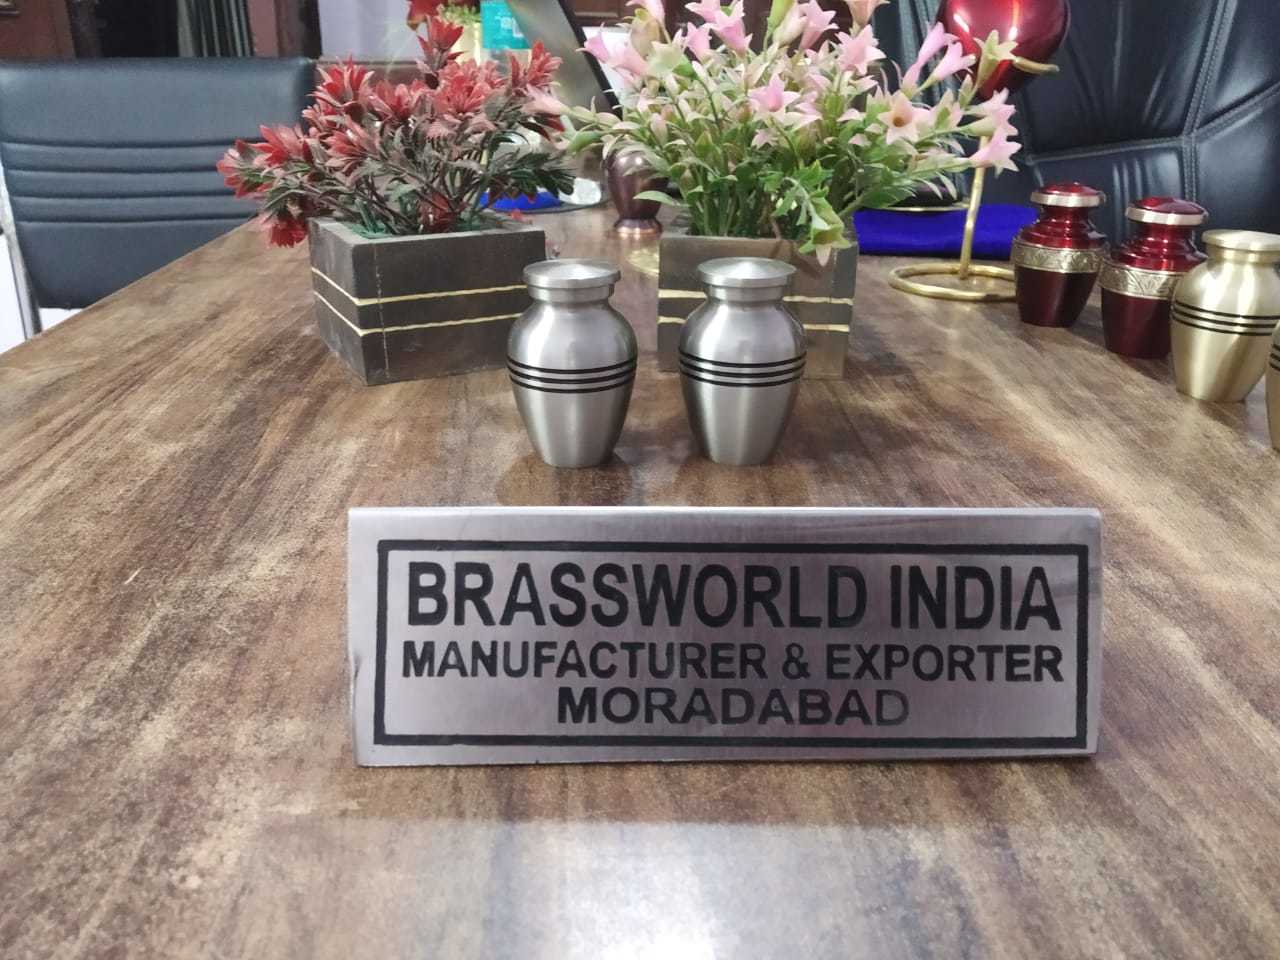 BRASSWORLD INDIA
MANUFACTURER & EXPORTER
MORADABAD